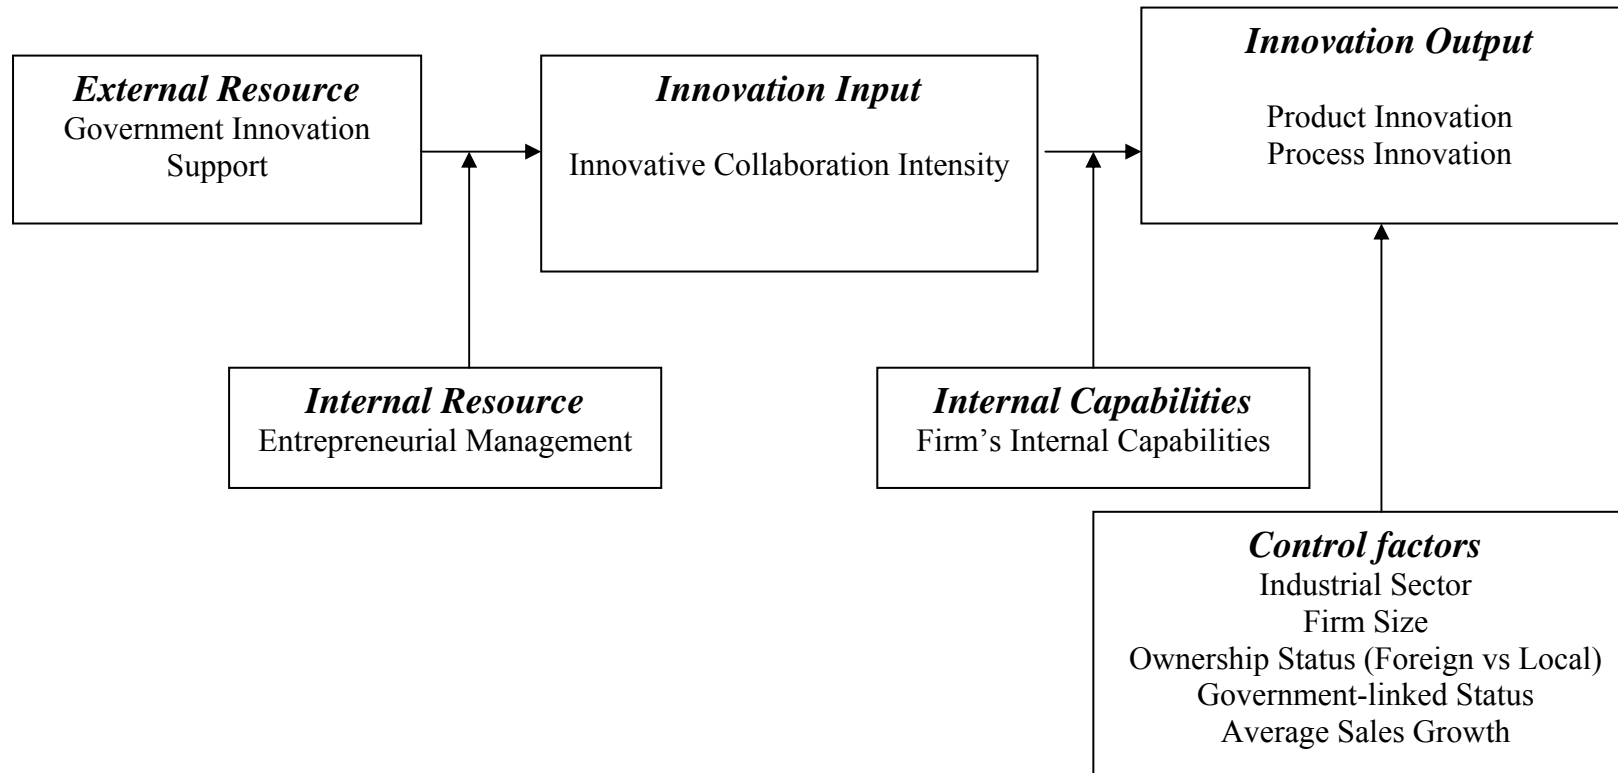 External Resource
Government Innovation
Support
Innovation Input
Innovative Collaboration Intensity
Innovation Output
Product Innovation
Process Innovation
Internal Resource
Entrepreneurial Management
Internal Capabilities
Firm’s Internal Capabilities
Control factors
Industrial Sector
Firm Size
Ownership Status (Foreign vs Local)
Government-linked Status
Average Sales Growth